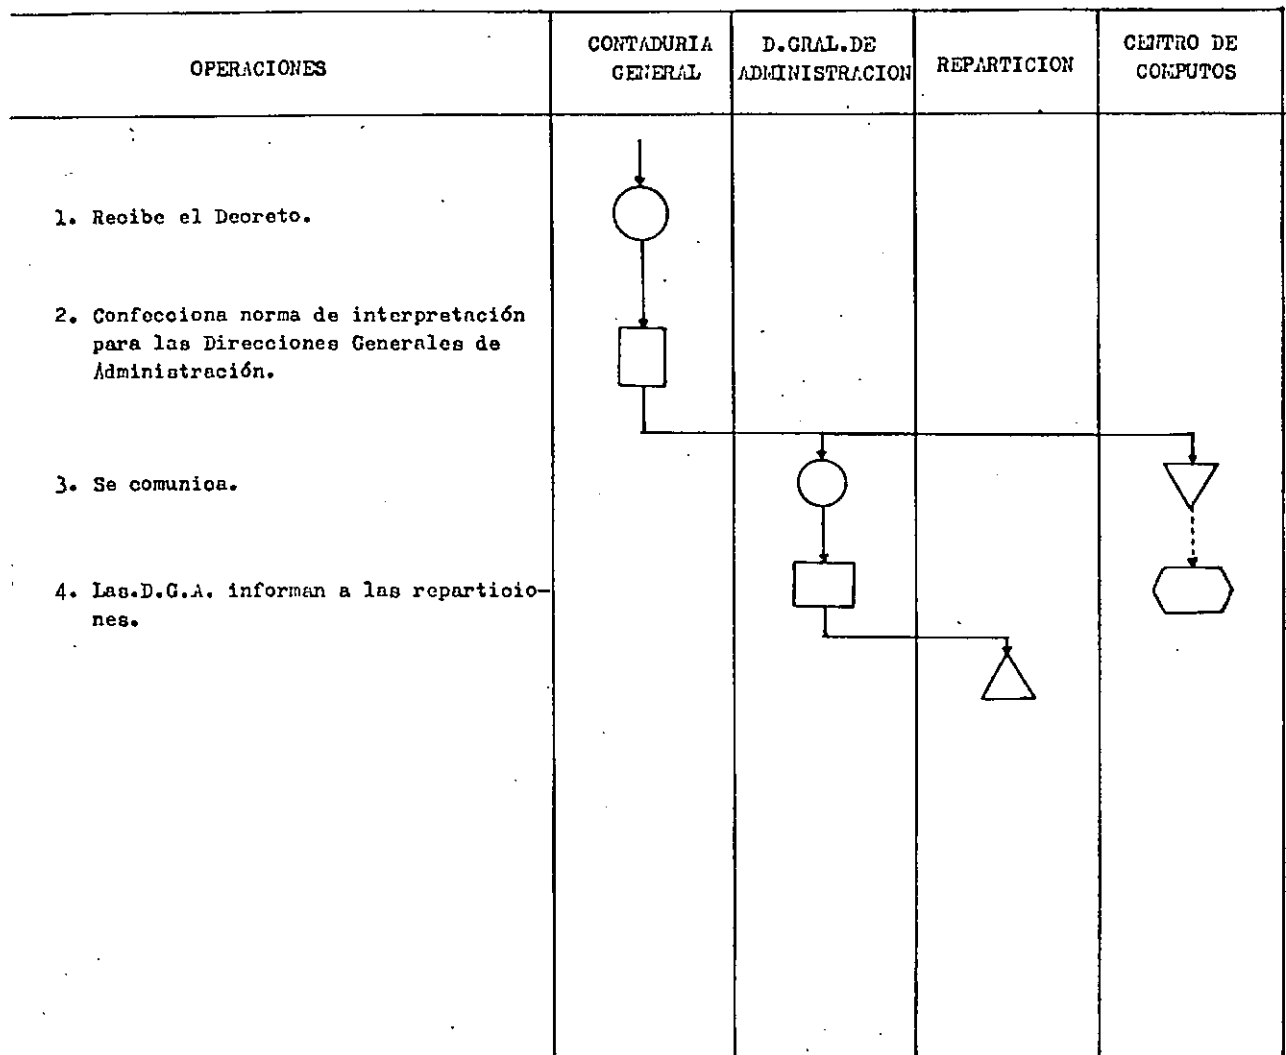 OPERACIONES
CONTADURIA
GENERAL
D.GRAL.DE
ADMINISTRACION
REPARTICION
CENTRO DE
COMPUTOS
1. Recibe el Decreto.
2. Confecciona norma de interpretación
para las Direcciones Generales de
Administración.
3. Se comunica.
4. Las.D.G.A. informan a las reparticio-
nes.